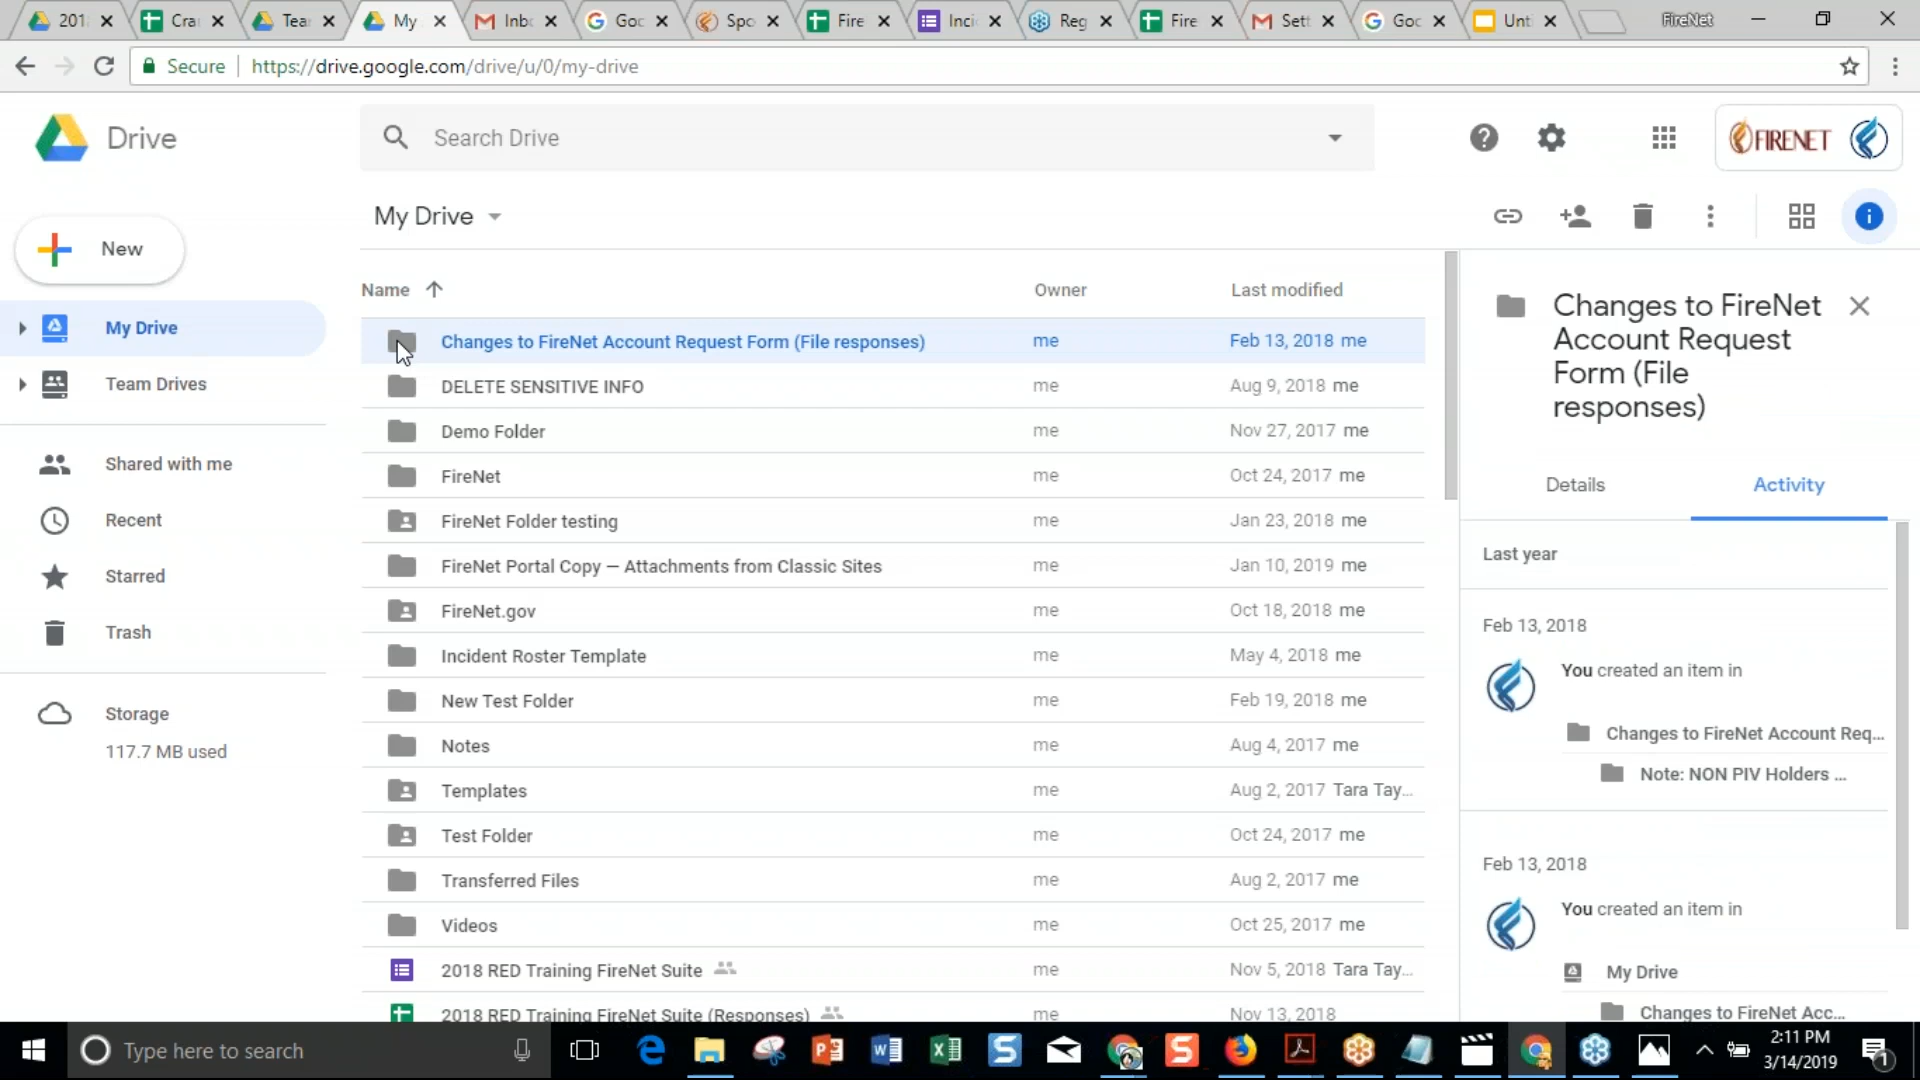 201 Cra Tea My Inb Goo Spo Fire Inci Reg Fire Sett Goo Unt FireNet
Secure https://drive.google.com/drive/u/0/my-drive
Drive Search Drive FIRENET
My Drive
New
Name Owner Last modified
My Drive
Team Drives
Shared with me
Recent
Starred
Trash
Storage
117.7 MB used
Changes to FireNet Account Request Form (File responses) me Feb 13, 2018 me
DELETE SENSITIVE INFO me Aug 9, 2018 me
Demo Folder me Nov 27, 2017 me
FireNet me Oct 24, 2017 me
FireNet Folder testing me Jan 23, 2018 me
FireNet Portal Copy – Attachments from Classic Sites me Jan 10, 2019 me
FireNet.gov me Oct 18, 2018 me
Incident Roster Template me May 4, 2018 me
New Test Folder me Feb 19, 2018 me
Notes me Aug 4, 2017 me
Templates me Aug 2, 2017 Tara Tay...
Test Folder me Oct 24, 2017 me
Transferred Files me Aug 2, 2017 me
Videos me Oct 25, 2017 me
2018 RED Training FireNet Suite me Nov 5, 2018 Tara Tay...
2018 RED Training FireNet Suite (Responses) me Nov 13, 2018
Changes to FireNet
Account Request
Form (File
responses)
Details Activity
Last year
Feb 13, 2018
You created an item in
Changes to FireNet Account Req...
Note: NON PIV Holders ...
Feb 13, 2018
You created an item in
My Drive
Changes to FireNet Acc...
Type here to search
2:11 PM
3/14/2019
1